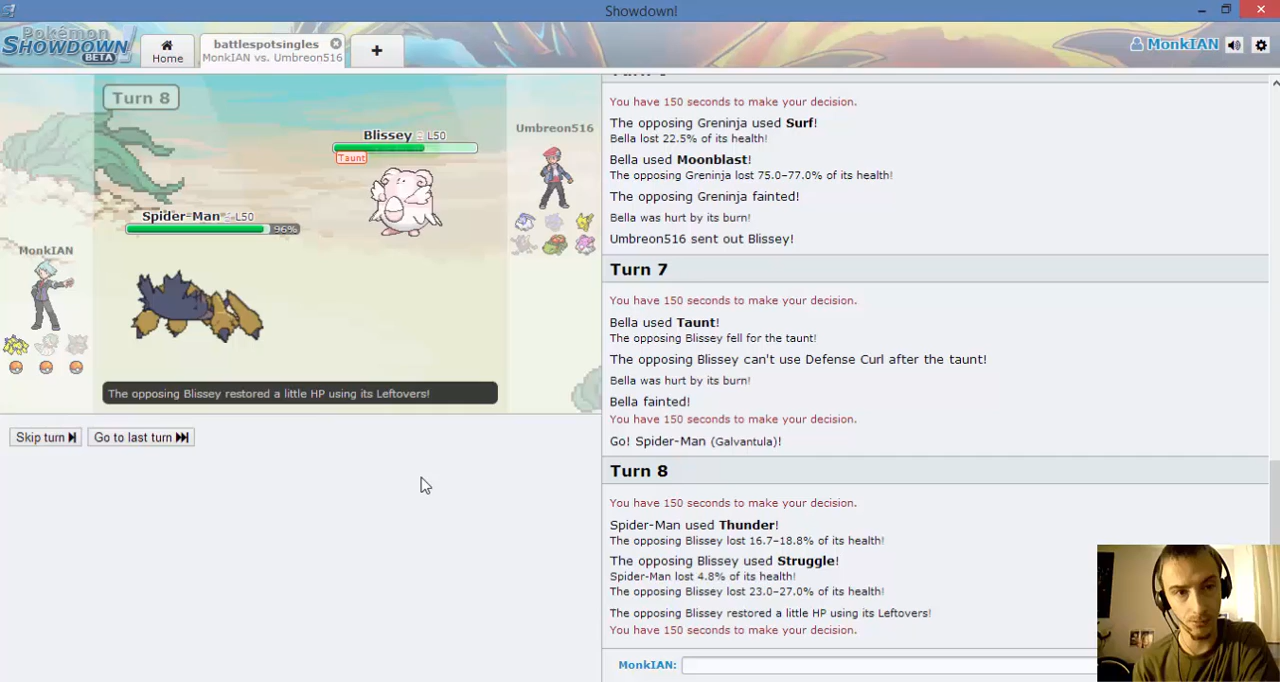 Showdown!
Pokémon
SHOWDOWN
BETA
Home
battlespotsingles
MonkIAN vs. Umbreon516
+
MonkIAN
Turn 8
Blissey L50
Taunt
Umbreon516
Spider-Man L50
96%
MonkIAN
The opposing Blissey restored a little HP using its Leftovers!
Skip turn
Go to last turn
You have 150 seconds to make your decision.
The opposing Greninja used Surf!
Bella lost 22.5% of its health!
Bella used Moonblast!
The opposing Greninja lost 75.0–77.0% of its health!
The opposing Greninja fainted!
Bella was hurt by its burn!
Umbreon516 sent out Blissey!
Turn 7
You have 150 seconds to make your decision.
Bella used Taunt!
The opposing Blissey fell for the taunt!
The opposing Blissey can't use Defense Curl after the taunt!
Bella was hurt by its burn!
Bella fainted!
You have 150 seconds to make your decision.
Go! Spider-Man (Galvantula)!
Turn 8
You have 150 seconds to make your decision.
Spider-Man used Thunder!
The opposing Blissey lost 16.7–18.8% of its health!
The opposing Blissey used Struggle!
Spider-Man lost 4.8% of its health!
The opposing Blissey lost 23.0–27.0% of its health!
The opposing Blissey restored a little HP using its Leftovers!
You have 150 seconds to make your decision.
MonkIAN: